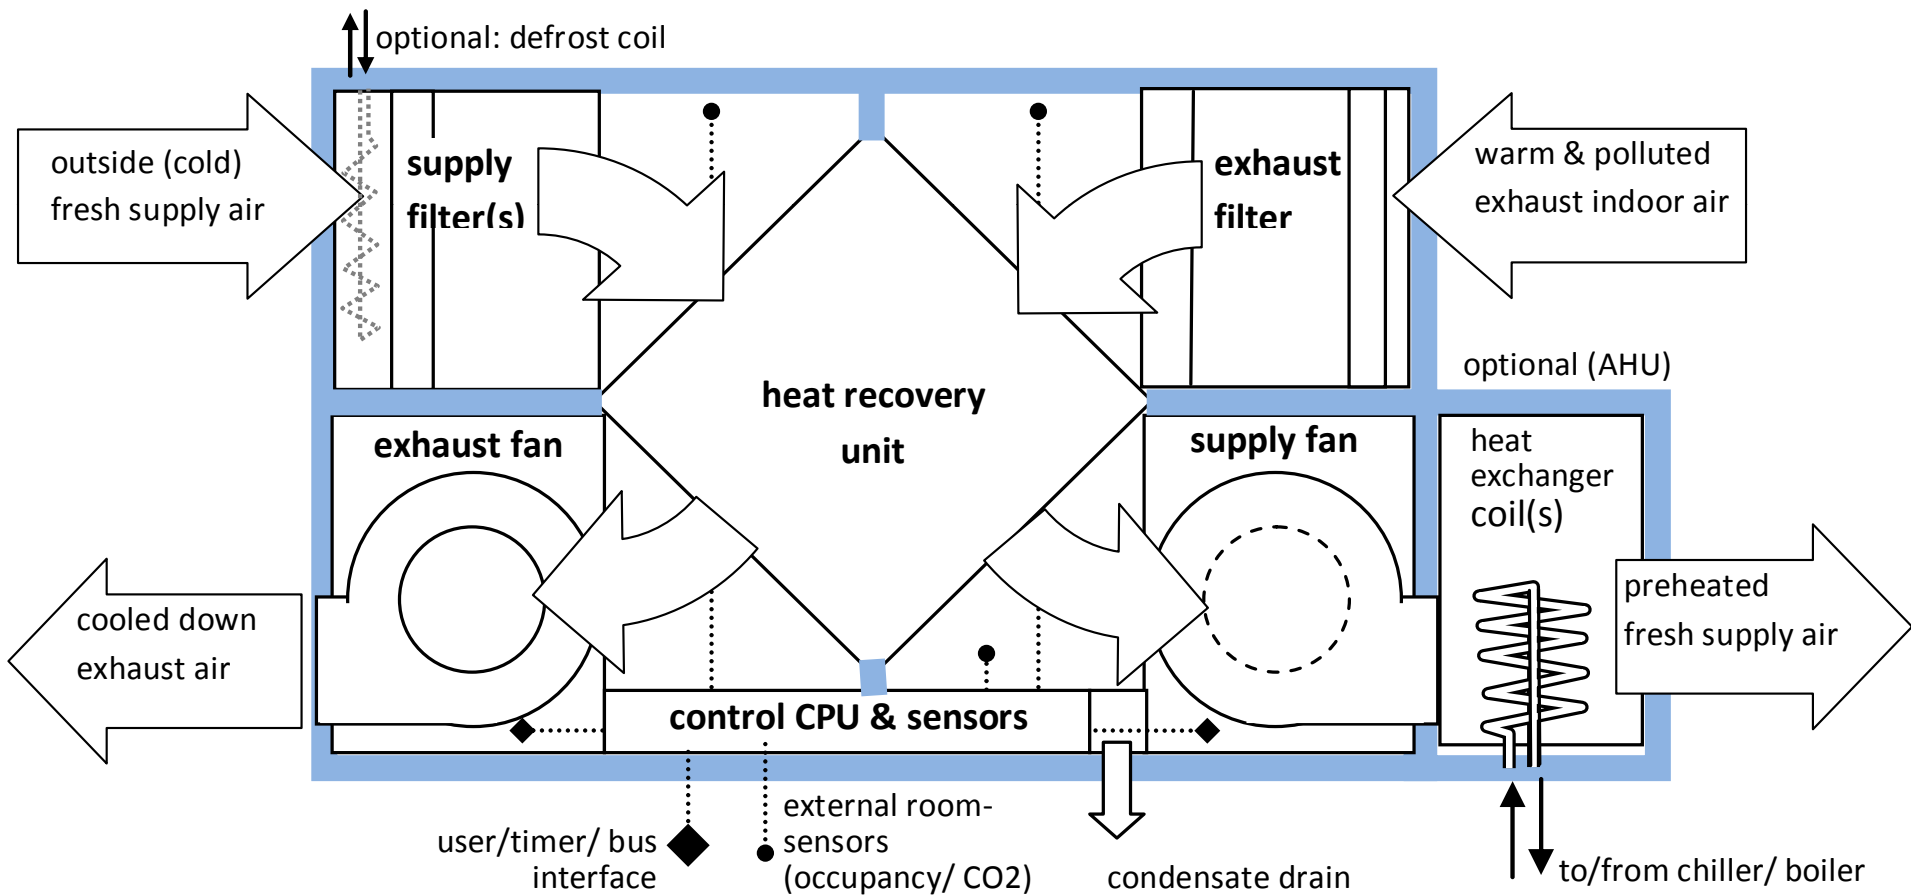 optional: defrost coil
outside (cold)
fresh supply air
supply
filter(s)
exhaust
filter
warm & polluted
exhaust indoor air
optional (AHU)
heat recovery
unit
exhaust fan
supply fan
heat
exchanger
coil(s)
cooled down
exhaust air
preheated
fresh supply air
control CPU & sensors
user/timer/ bus
interface
external room-
sensors
(occupancy/ CO2)
condensate drain
to/from chiller/ boiler